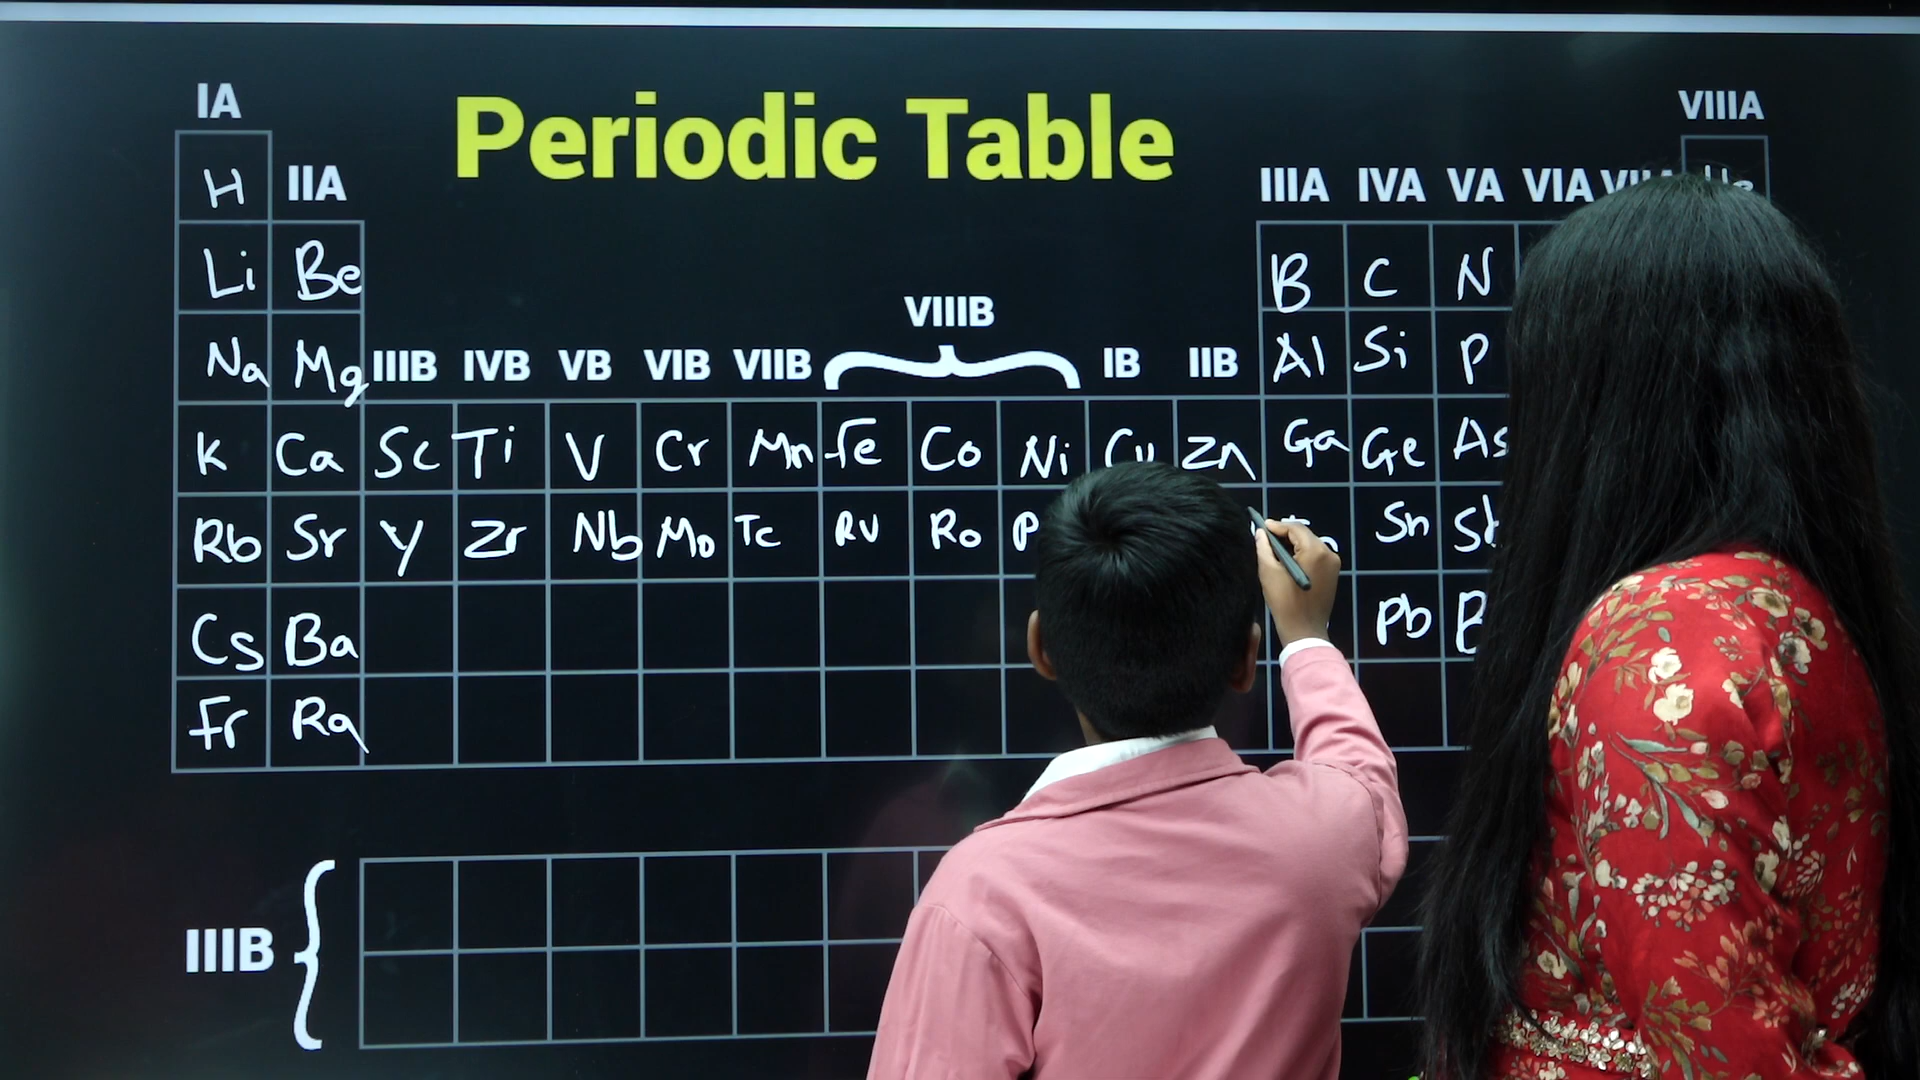 IA
Periodic Table
VIIIA
H IIA
IIIA IVA VA VIA
Li Be
B C N
VIIIB
Na Mg IIIB IVB VB VIB VIIB IB IIB Al Si P
K Ca Sc Ti V Cr Mn Fe Co Ni Cu Zn Ga Ge As
Rb Sr Y Zr Nb Mo Tc RU Ro P Sn
Cs Ba Pb
Fr Ra
IIIB